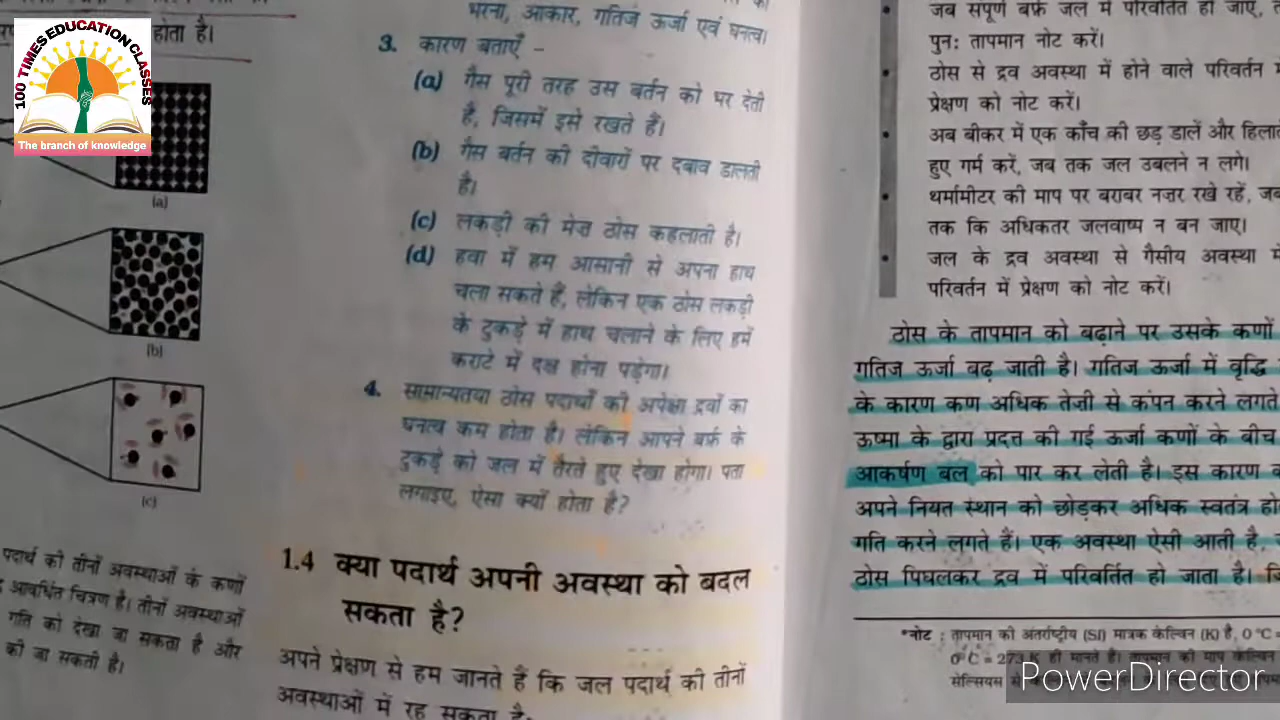 100 TIMES EDUCATION CLASSES
The branch of knowledge
होता है।
(a)
(b)
(c)
पदार्थ की तीनों अवस्थाओं के कणों
आवर्धित चित्रण है। तीनों अवस्थाओं
गति को देखा जा सकता है और
की जा सकती है।
भरना, आकार, गतिज ऊर्जा एवं घनत्व।
3. कारण बताएँ –
(a) गैस पूरी तरह उस बर्तन को भर देती
है, जिसमें इसे रखते हैं।
(b) गैस बर्तन की दीवारों पर दबाव डालती
है।
(c) लकड़ी की मेज़ ठोस कहलाती है।
(d) हवा में हम आसानी से अपना हाथ
चला सकते हैं, लेकिन एक ठोस लकड़ी
के टुकड़े में हाथ चलाने के लिए हमें
कराटे में दक्ष होना पड़ेगा।
4. सामान्यतया ठोस पदार्थों की अपेक्षा द्रवों का
घनत्व कम होता है। लेकिन आपने बर्फ़ के
टुकड़े को जल में तैरते हुए देखा होगा। पता
लगाइए, ऐसा क्यों होता है?
1.4 क्या पदार्थ अपनी अवस्था को बदल
सकता है?
अपने प्रेक्षण से हम जानते हैं कि जल पदार्थ की तीनों
अवस्थाओं में रह सकता है-
जब संपूर्ण बर्फ़ जल में परिवर्तित हो जाए,
पुनः तापमान नोट करें।
• ठोस से द्रव अवस्था में होने वाले परिवर्तन
प्रेक्षण को नोट करें।
• अब बीकर में एक काँच की छड़ डालें और हिलाते
हुए गर्म करें, जब तक जल उबलने न लगे।
• थर्मामीटर की माप पर बराबर नज़र रखे रहें, जब
तक कि अधिकतर जलवाष्प न बन जाए।
• जल के द्रव अवस्था से गैसीय अवस्था में
परिवर्तन में प्रेक्षण को नोट करें।
ठोस के तापमान को बढ़ाने पर उसके कणों
गतिज ऊर्जा बढ़ जाती है। गतिज ऊर्जा में वृद्धि
के कारण कण अधिक तेज़ी से कंपन करने लगते
ऊष्मा के द्वारा प्रदत्त की गई ऊर्जा कणों के बीच
आकर्षण बल को पार कर लेती है। इस कारण
अपने नियत स्थान को छोड़कर अधिक स्वतंत्र हो
गति करने लगते हैं। एक अवस्था ऐसी आती है,
ठोस पिघलकर द्रव में परिवर्तित हो जाता है।
*नोट : तापमान की अंतर्राष्ट्रीय (SI) मात्रक केल्विन (K) है, 0 °C =
0°C = 273 K ही मानते हैं। तापमान की माप केल्विन
PowerDirector